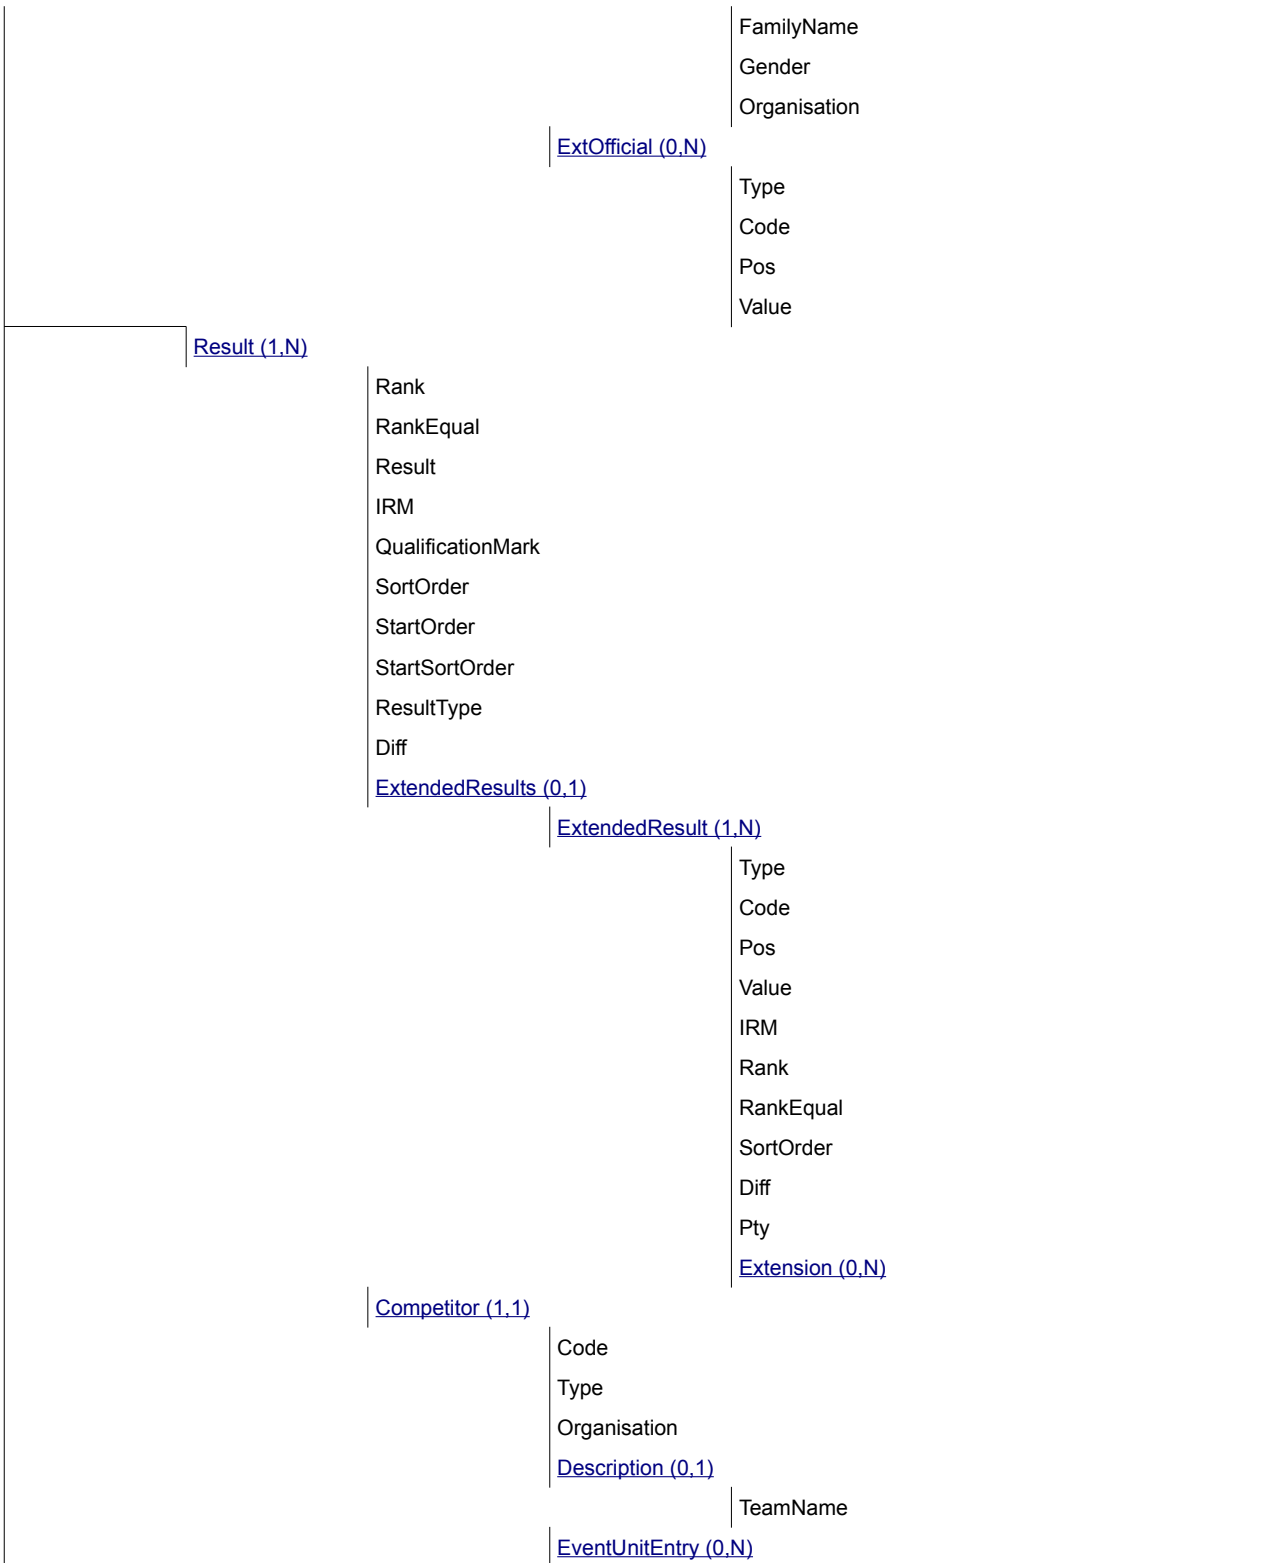 FamilyName
Gender
Organisation
ExtOfficial (0,N)
Type
Code
Pos
Value
Result (1,N)
Rank
RankEqual
Result
IRM
QualificationMark
SortOrder
StartOrder
StartSortOrder
ResultType
Diff
ExtendedResults (0,1)
ExtendedResult (1,N)
Type
Code
Pos
Value
IRM
Rank
RankEqual
SortOrder
Diff
Pty
Extension (0,N)
Competitor (1,1)
Code
Type
Organisation
Description (0,1)
TeamName
EventUnitEntry (0,N)